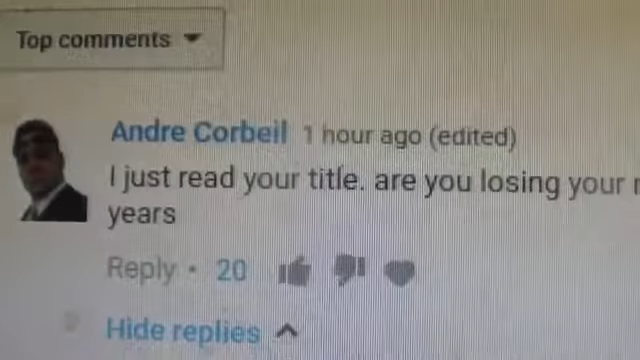 Top comments
Andre Corbeil 1 hour ago (edited)
I just read your title. are you losing your
years
Reply • 20
Hide replies